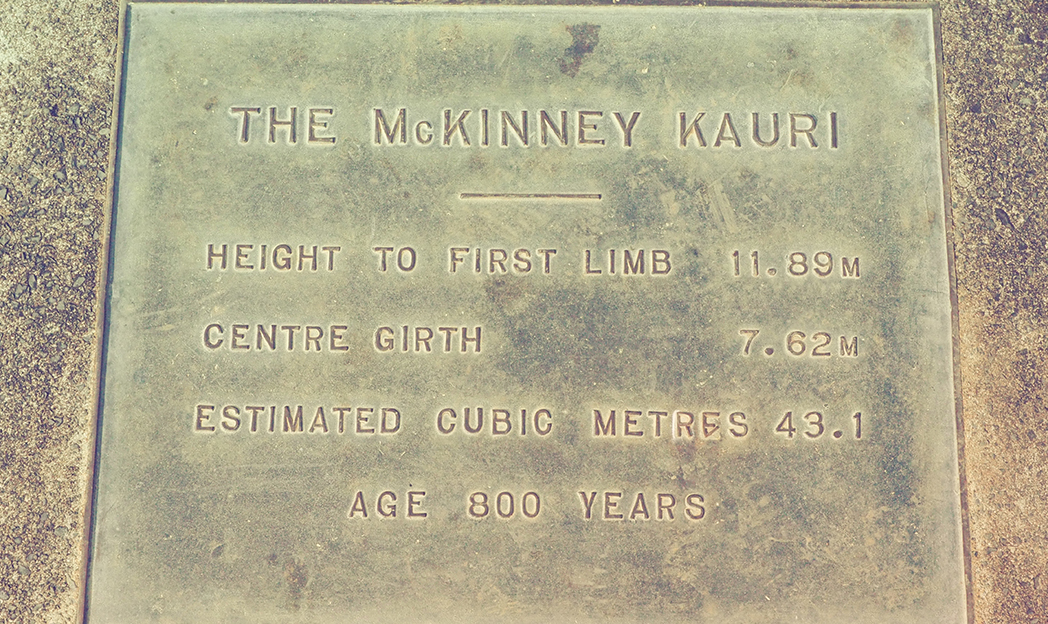 THE McKINNEY KAURI
HEIGHT TO FIRST LIMB 11.89M
CENTRE GIRTH 7.62M
ESTIMATED CUBIC METRES 43.1
AGE 800 YEARS